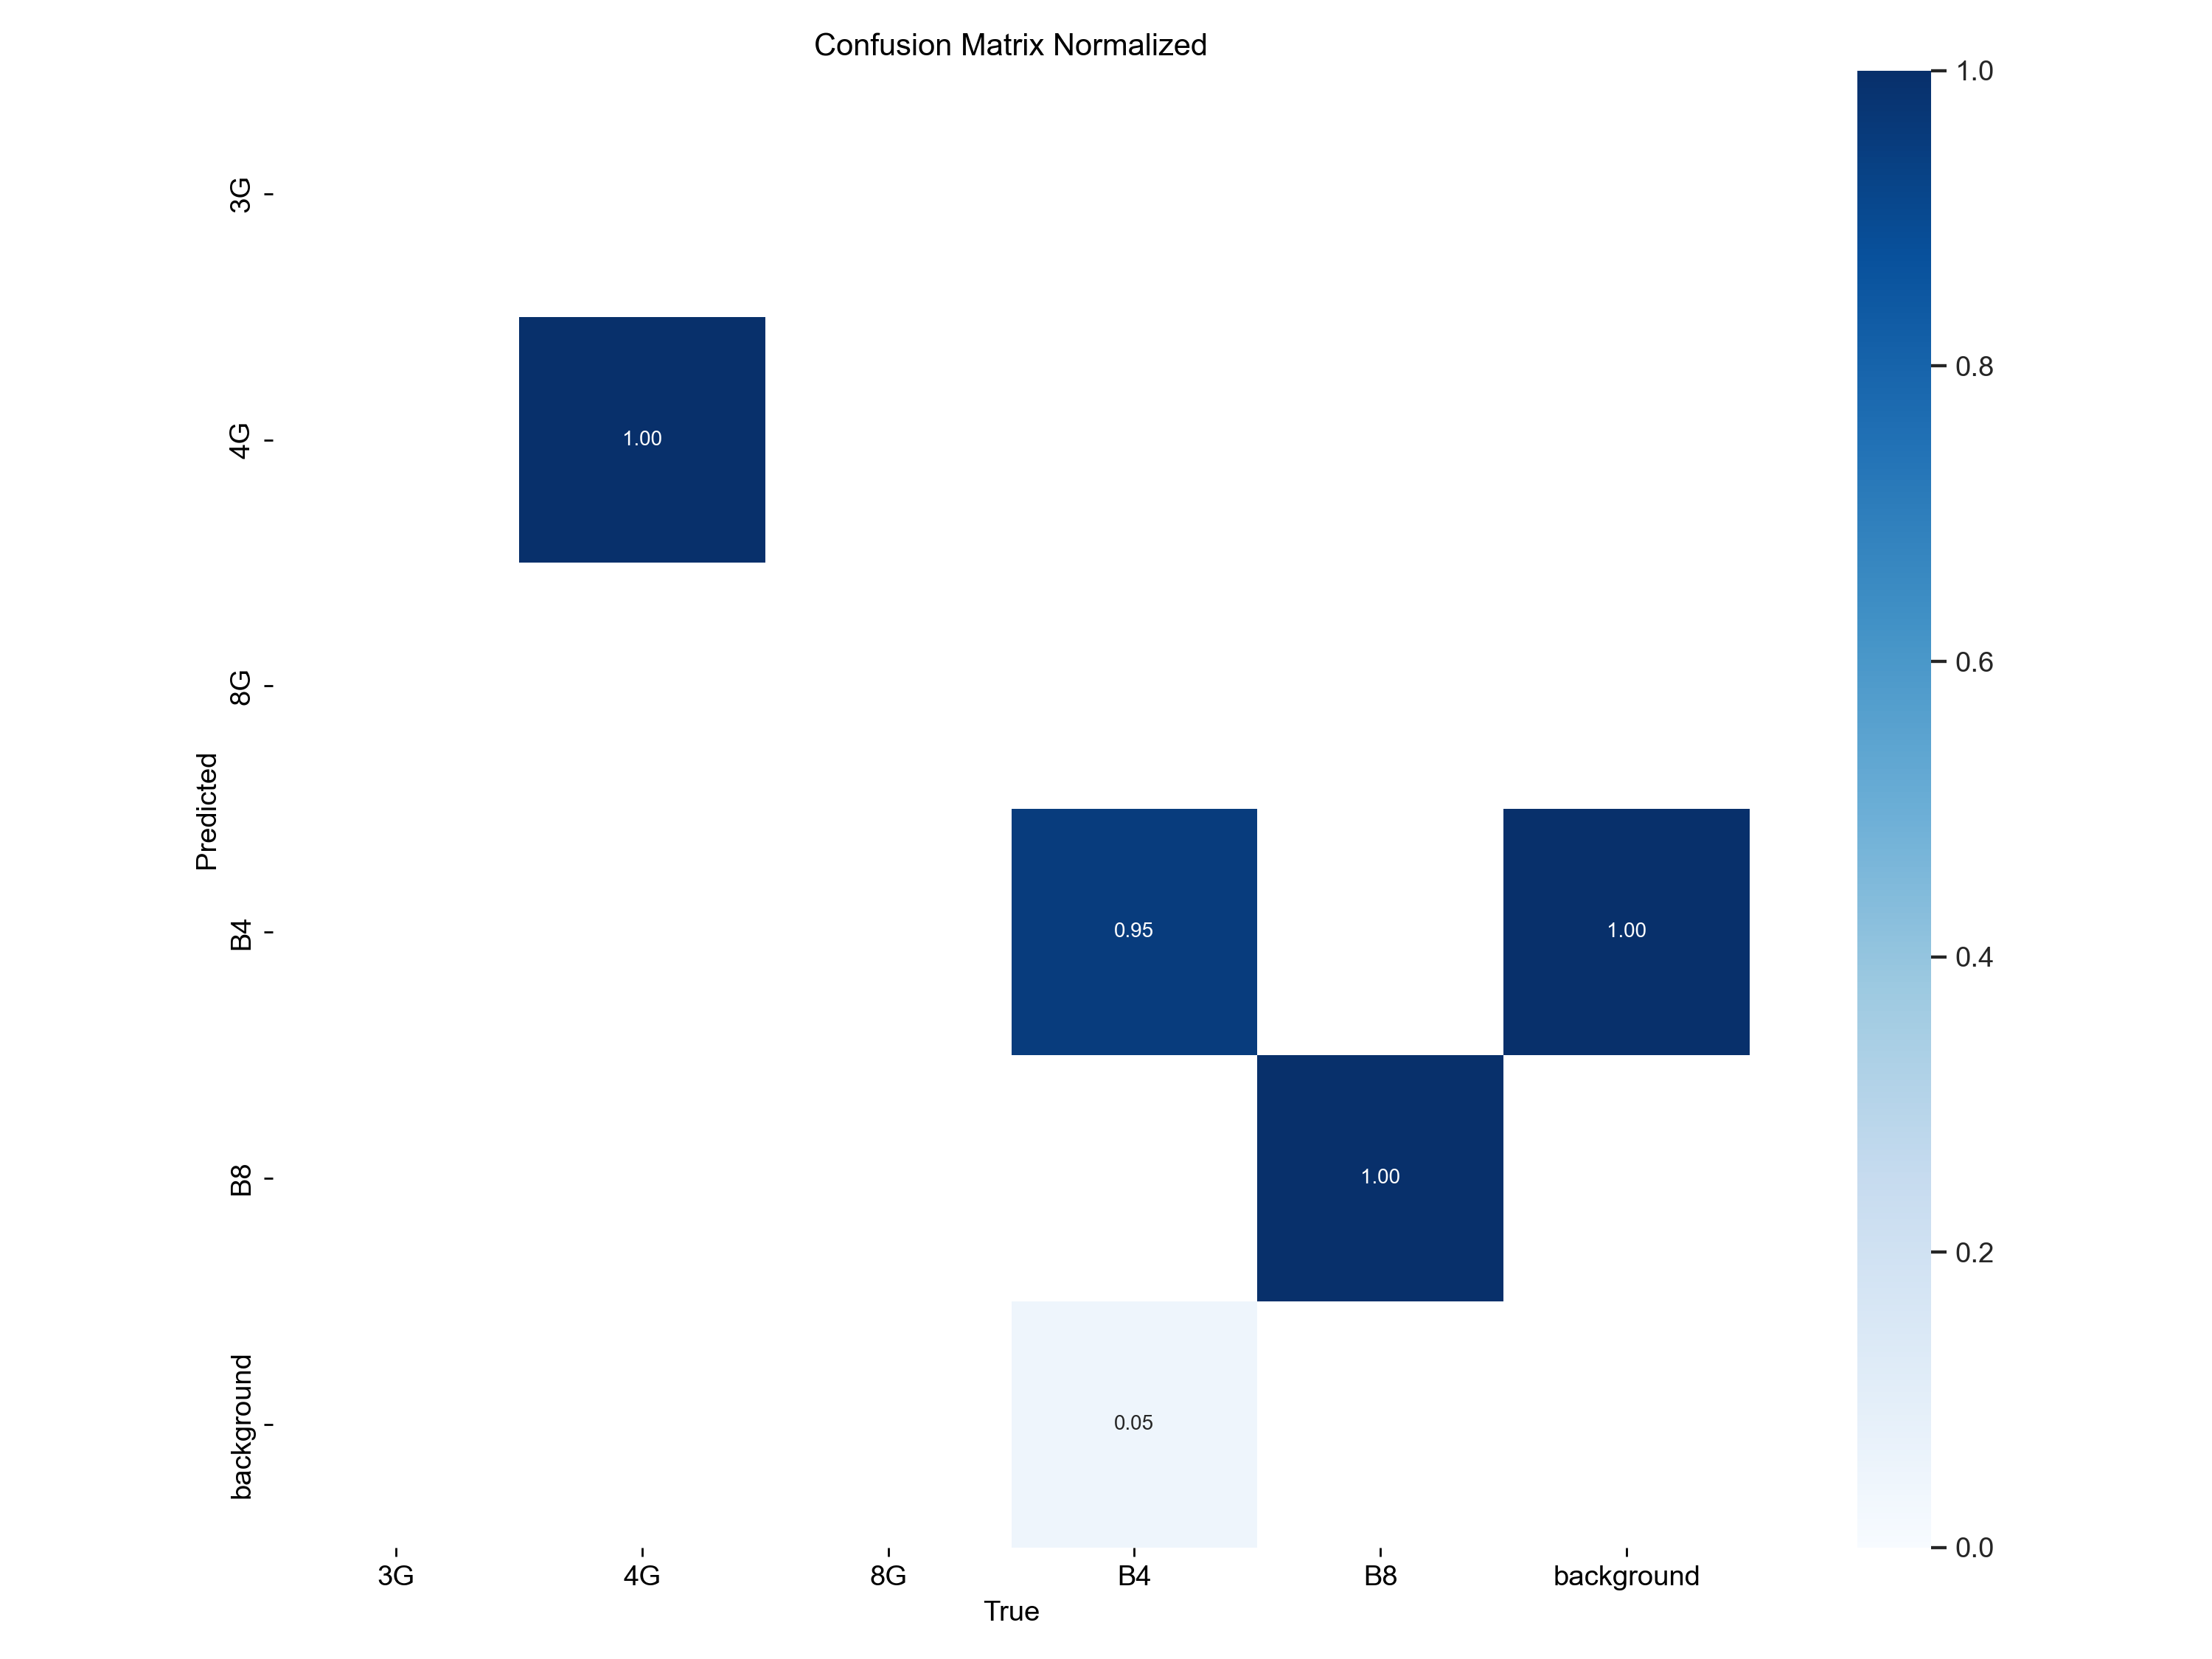 Confusion Matrix Normalized
1.0
3G
0.8
4G
1.00
0.6
8G
Predicted
B4
0.95
1.00
0.4
B8
1.00
0.2
background
0.05
0.0
3G 4G 8G B4 B8 background
True